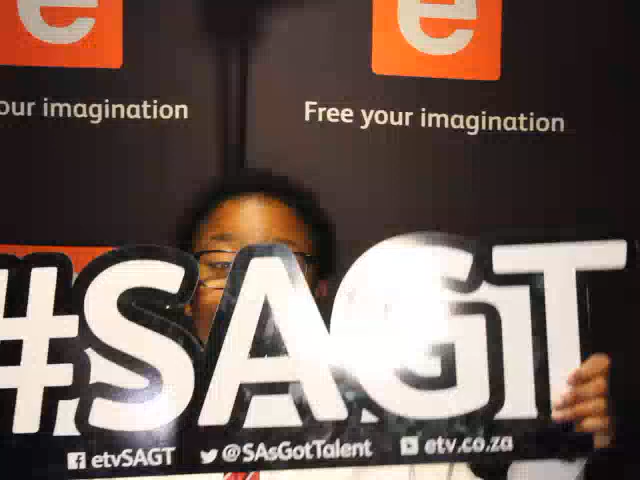 e e
our imagination
Free your imagination
#SAGT
etvSAGT @SAsGotTalent etv.co.za